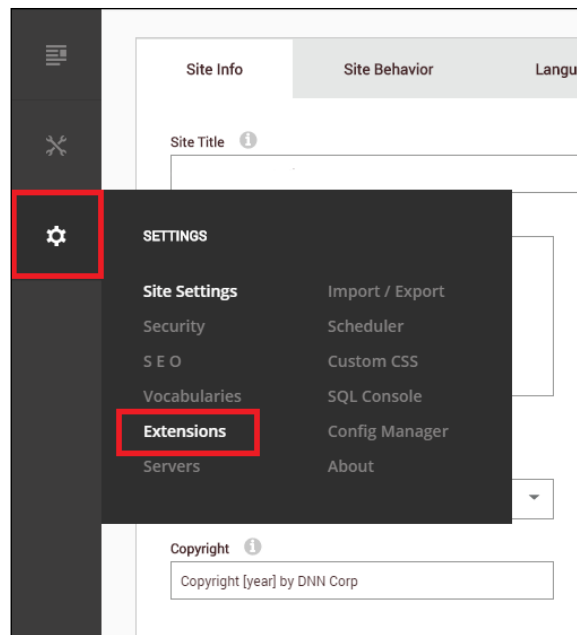 Site Info
Site Behavior
Langu
Site Title
SETTINGS
Site Settings
Import / Export
Security
Scheduler
S E O
Custom CSS
Vocabularies
SQL Console
Extensions
Config Manager
Servers
About
Copyright
Copyright [year] by DNN Corp